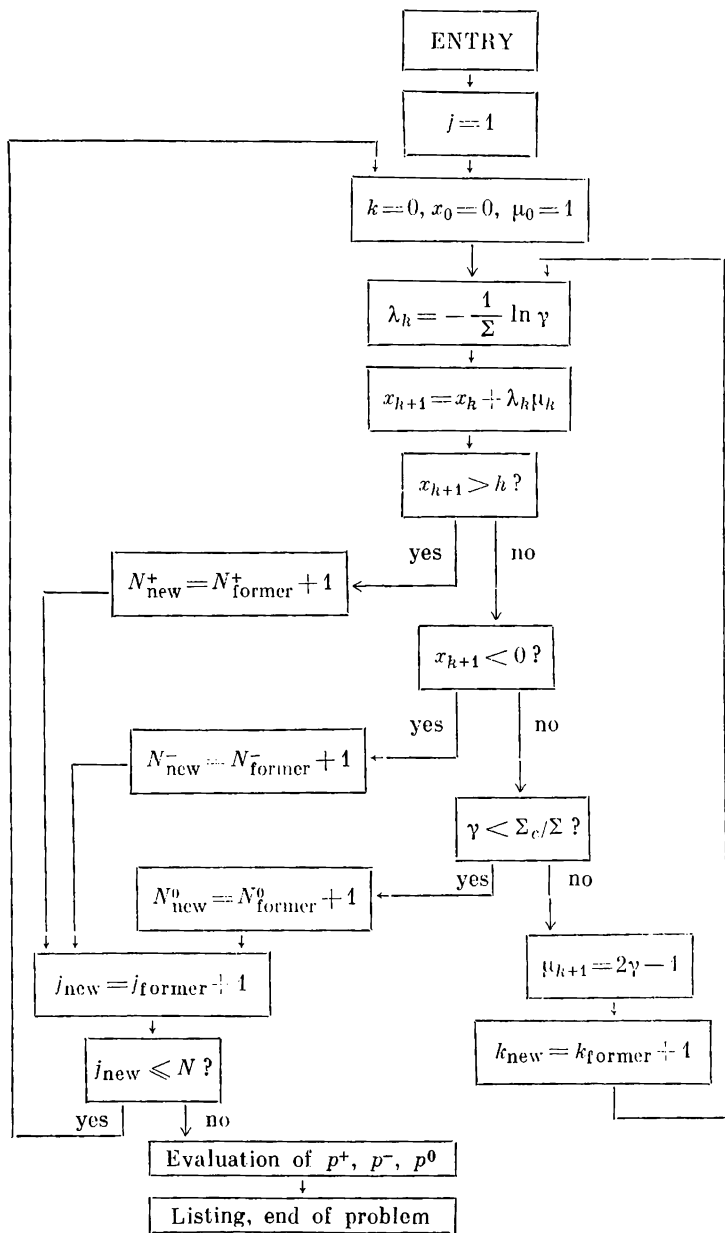 ENTRY
j=1
k=0, x₀=0, μ₀=1
λₖ = − 1/Σ ln γ
xₖ₊₁=xₖ+λₖμₖ
xₖ₊₁>h?
yes no
N⁺new=N⁺former+1
xₖ₊₁<0?
yes no
N⁻new=N⁻former+1
γ<Σc/Σ?
yes no
N⁰new=N⁰former+1
μₖ₊₁=2γ−1
jnew=jformer+1
knew=kformer+1
jnew⩽N?
yes no
Evaluation of p⁺, p⁻, p⁰
Listing, end of problem